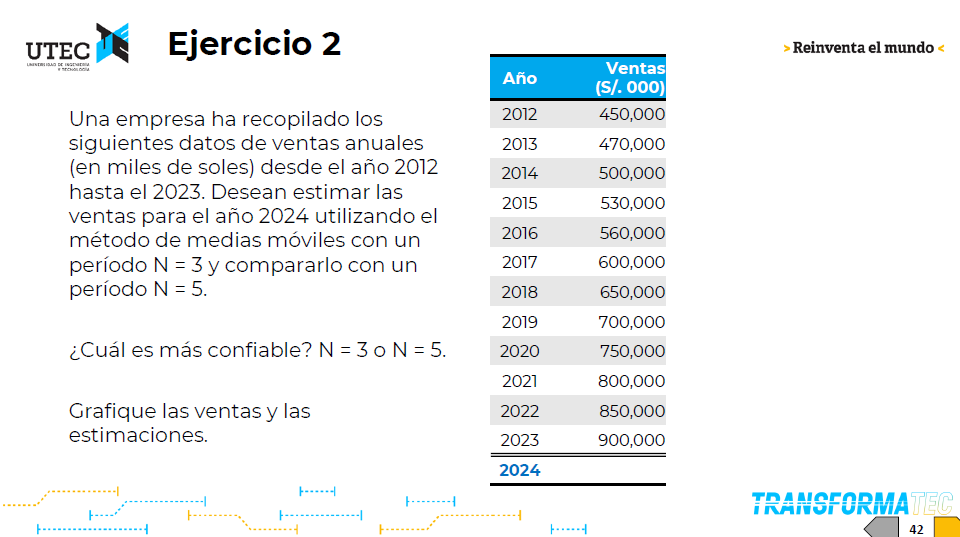 UTEC
UNIVERSIDAD DE INGENIERÍA
Y TECNOLOGÍA
Ejercicio 2
> Reinventa el mundo <
Una empresa ha recopilado los
siguientes datos de ventas anuales
(en miles de soles) desde el año 2012
hasta el 2023. Desean estimar las
ventas para el año 2024 utilizando el
método de medias móviles con un
período N = 3 y compararlo con un
período N = 5.
¿Cuál es más confiable? N = 3 o N = 5.
Grafique las ventas y las
estimaciones.
Año Ventas
(S/. 000)
2012 450,000
2013 470,000
2014 500,000
2015 530,000
2016 560,000
2017 600,000
2018 650,000
2019 700,000
2020 750,000
2021 800,000
2022 850,000
2023 900,000
2024
TRANSFORMATEC
42